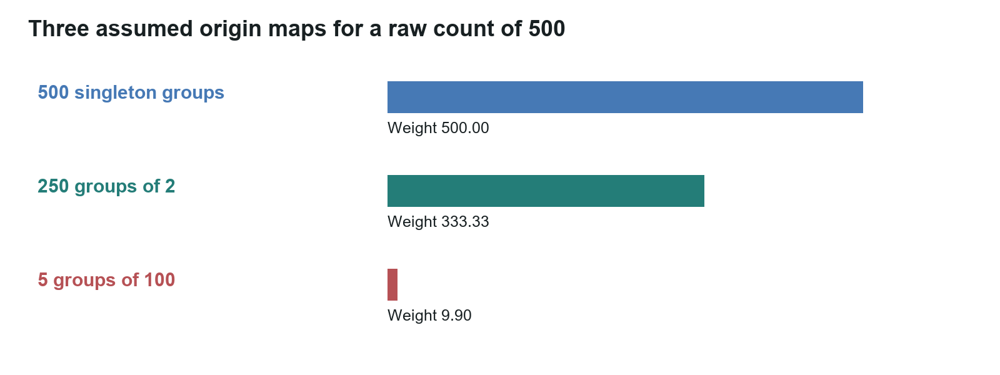 Three assumed origin maps for a raw count of 500
500 singleton groups
Weight 500.00
250 groups of 2
Weight 333.33
5 groups of 100
Weight 9.90